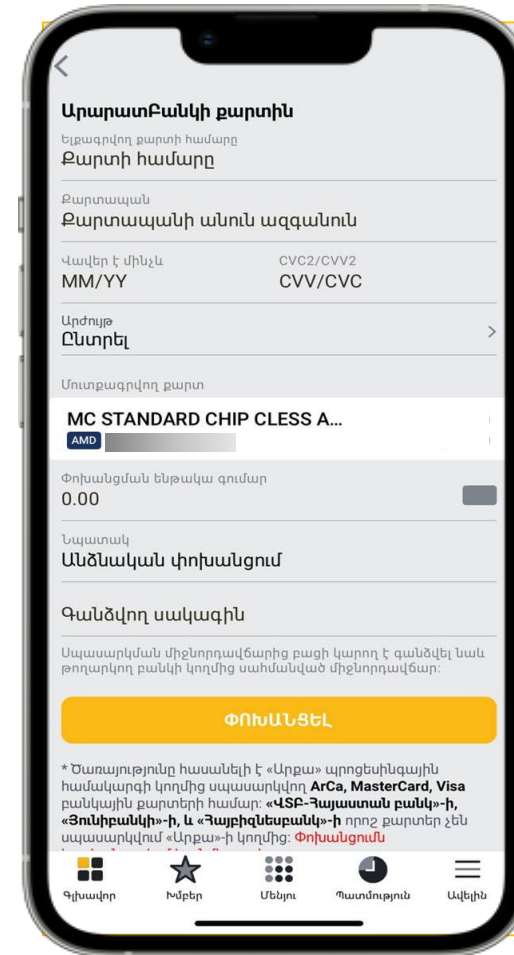 ԱրարատԲանկի քարտին
Ելքագրվող քարտի համարը
Քարտի համարը
Քարտապան
Քարտապանի անուն ազգանուն
Վավեր է մինչև CVC2/CVV2
MM/YY CVV/CVC
Արժույթ
Ընտրել
Մուտքագրվող քարտ
MC STANDARD CHIP CLESS A...
AMD
Փոխանցման ենթակա գումար
0.00
Նպատակ
Անձնական փոխանցում
Գանձվող սակագին
Սպասարկման միջնորդավճարից բացի կարող է գանձվել նաև
թողարկող բանկի կողմից սահմանված միջնորդավճար:
ՓՈԽԱՆՑԵԼ
* Ծառայությունը հասանելի է «Արքա» պրոցեսինգային
համակարգի կողմից սպասարկվող ArCa, MasterCard, Visa
բանկային քարտերի համար: «ՎՏԲ-Հայաստան բանկ»-ի,
«Յունիբանկի»-ի, և «Հայբիզնեսբանկ»-ի որոշ քարտեր չեն
սպասարկվում «Արքա»-ի կողմից: Փոխանցումն
Գլխավոր Խմբեր Մենյու Պատմություն Ավելին